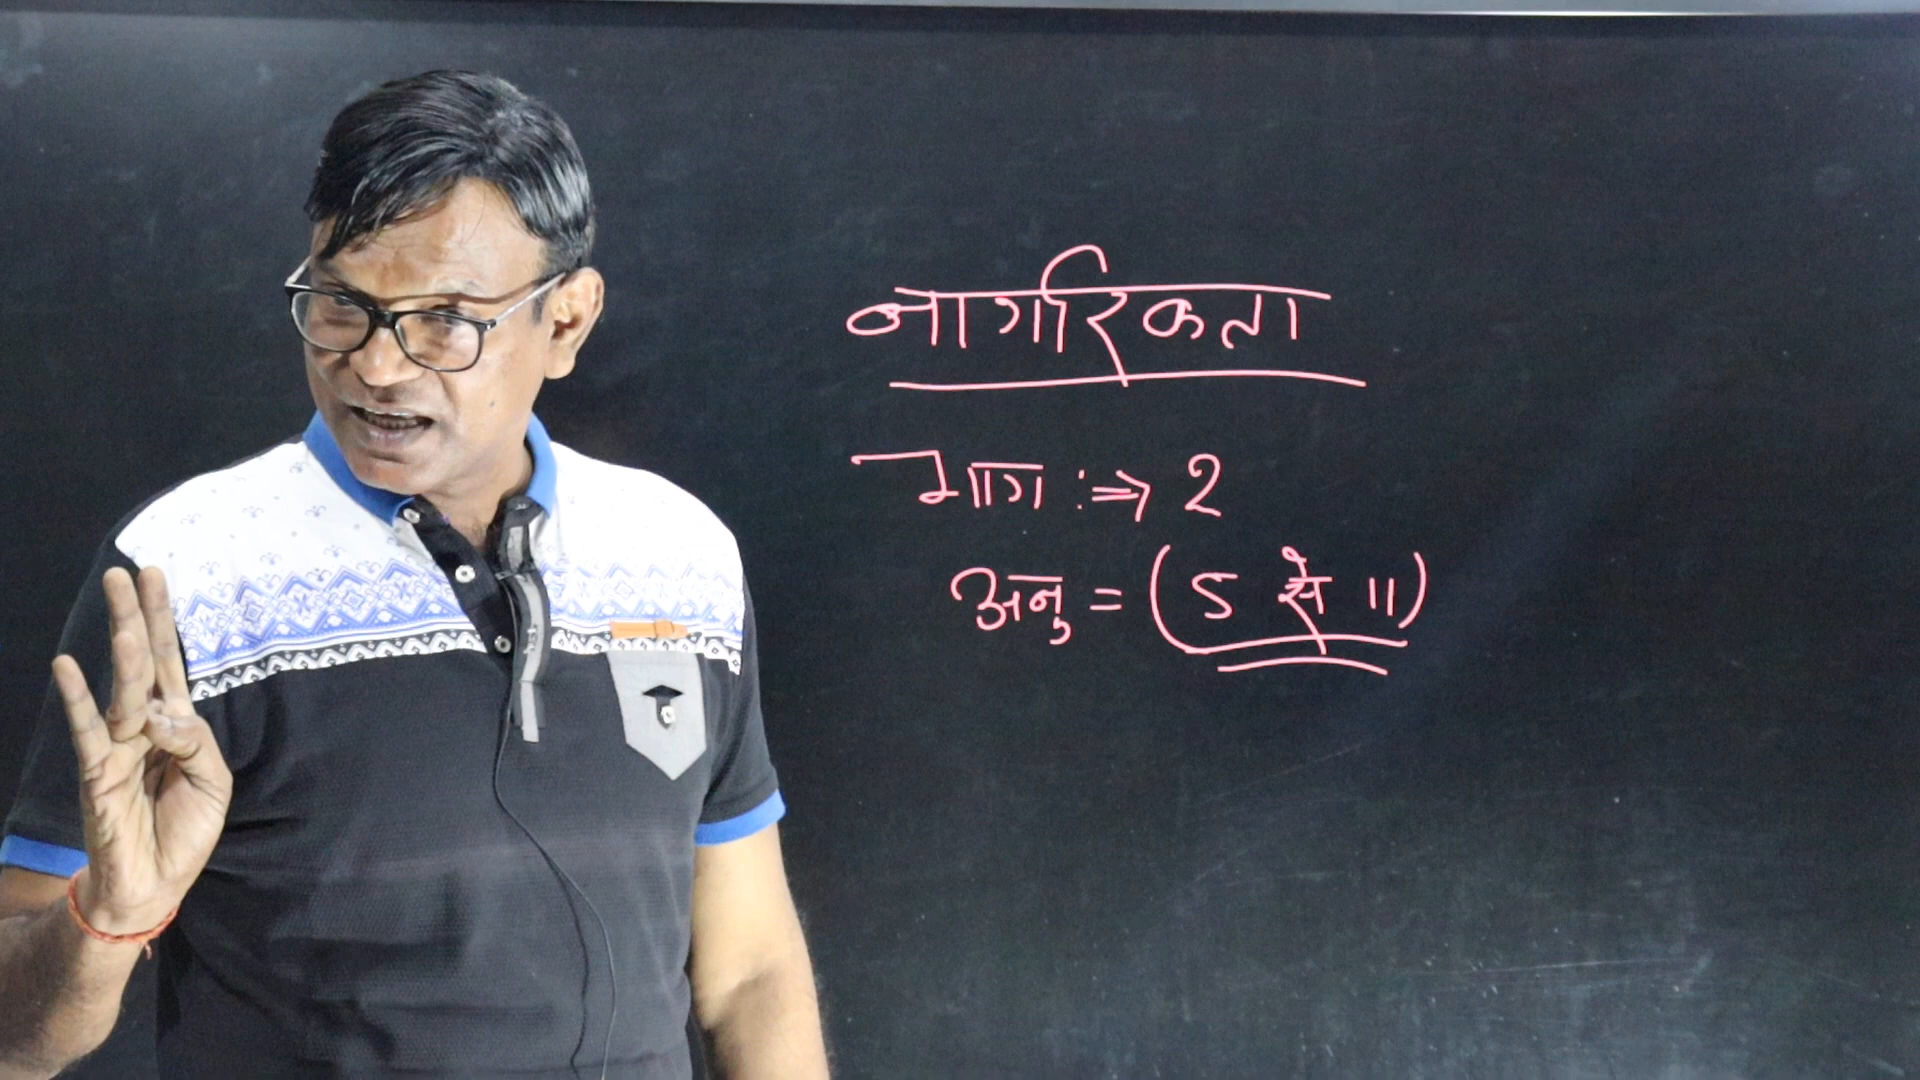 नागरिकता
भाग :⇒ 2
अनु = (5 से 11)